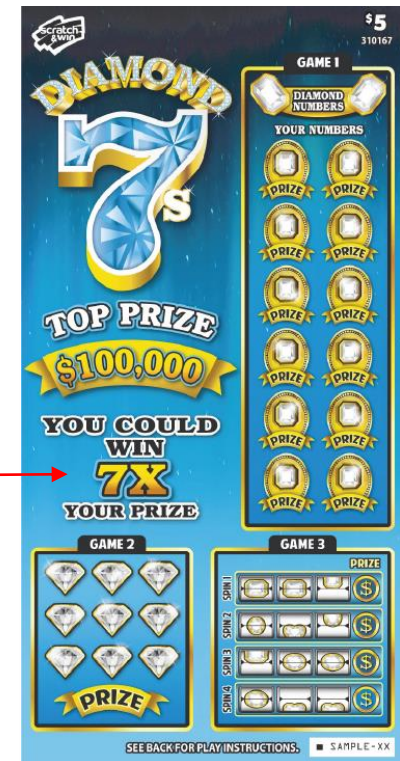 Scratch
&win
$5
310167
DIAMOND
7s
TOP PRIZE
$100,000
YOU COULD
WIN
7X
YOUR PRIZE
GAME 1
DIAMOND
NUMBERS
YOUR NUMBERS
PRIZE PRIZE
PRIZE PRIZE
PRIZE PRIZE
PRIZE PRIZE
PRIZE PRIZE
PRIZE PRIZE
GAME 2
PRIZE
GAME 3
PRIZE
SPIN 1 $
SPIN 2 $
SPIN 3 $
SPIN 4 $
SEE BACK FOR PLAY INSTRUCTIONS.
SAMPLE-XX